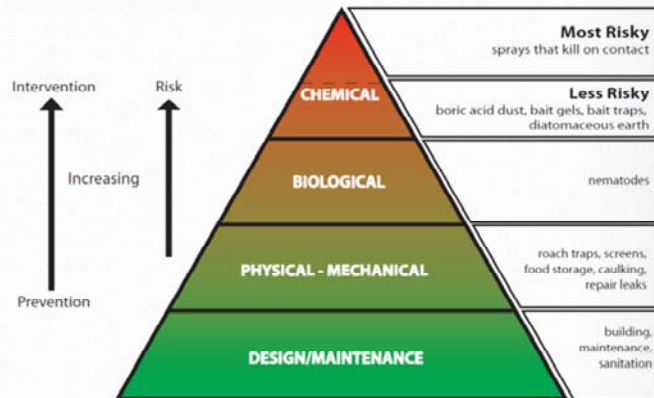 Most Risky
sprays that kill on contact
Intervention
Risk
CHEMICAL
Less Risky
boric acid dust, bait gels, bait traps,
diatomaceous earth
Increasing
BIOLOGICAL
nematodes
PHYSICAL - MECHANICAL
roach traps, screens,
food storage, caulking,
repair leaks
Prevention
DESIGN/MAINTENANCE
building,
maintenance,
sanitation